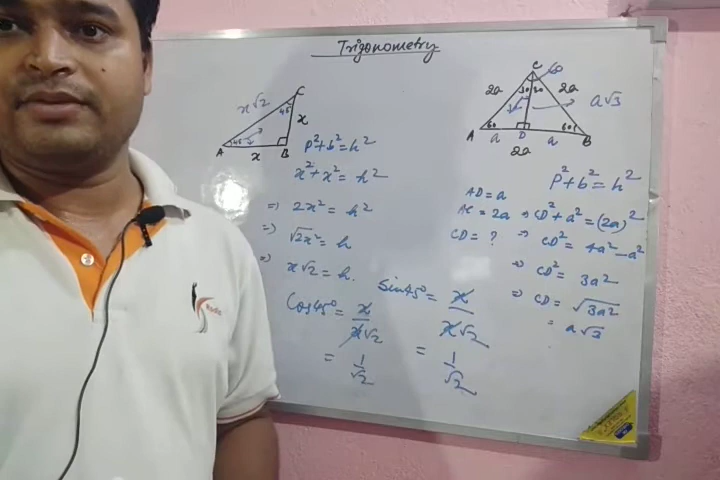 Trigonometry
C
x√2
45
x
45
A
x
B
P²+b²=h²
x²+x²=h²
⇒ 2x²=h²
⇒ √2x²=h
⇒ x√2=h.
Cos45°= x/x√2
= 1/√2
Sin45°= x/x√2
= 1/√2
C
60
2a
30
30
2a
a√3
A
60
a
D
a
60
B
2a
P²+b²=h²
AD=a
AC=2a ⇒ CD²+a²=(2a)²
CD=? ⇒ CD²=4a²-a²
⇒ CD²=3a²
⇒ CD=√3a²
=a√3